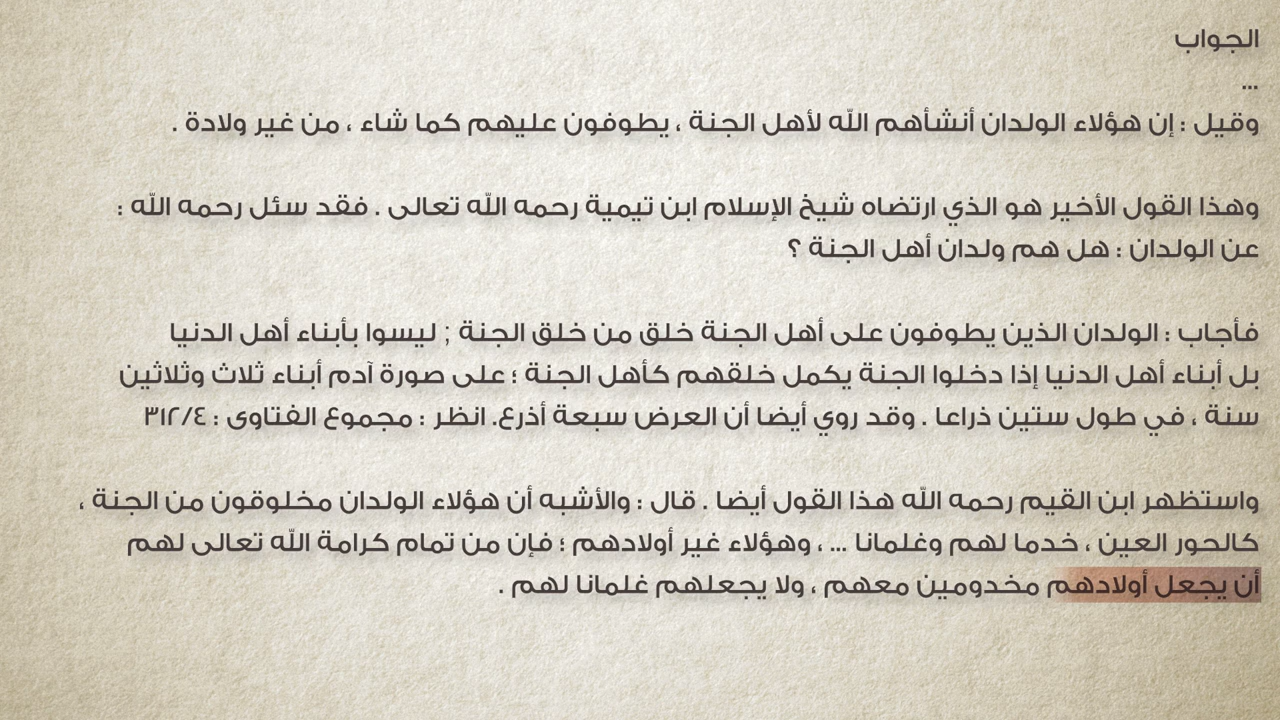 الجواب
...
وقيل : إن هؤلاء الولدان أنشأهم الله لأهل الجنة ، يطوفون عليهم كما شاء ، من غير ولادة .
وهذا القول الأخير هو الذي ارتضاه شيخ الإسلام ابن تيمية رحمه الله تعالى . فقد سئل رحمه الله :
عن الولدان : هل هم ولدان أهل الجنة ؟
فأجاب : الولدان الذين يطوفون على أهل الجنة خلق من خلق الجنة ; ليسوا بأبناء أهل الدنيا
بل أبناء أهل الدنيا إذا دخلوا الجنة يكمل خلقهم كأهل الجنة ؛ على صورة آدم أبناء ثلاث وثلاثين
سنة ، في طول ستين ذراعا . وقد روي أيضا أن العرض سبعة أذرع. انظر : مجموع الفتاوى : ٣١٢/٤
واستظهر ابن القيم رحمه الله هذا القول أيضا . قال : والأشبه أن هؤلاء الولدان مخلوقون من الجنة ،
كالحور العين ، خدما لهم وغلمانا ... ، وهؤلاء غير أولادهم ؛ فإن من تمام كرامة الله تعالى لهم
أن يجعل أولادهم مخدومين معهم ، ولا يجعلهم غلمانا لهم .